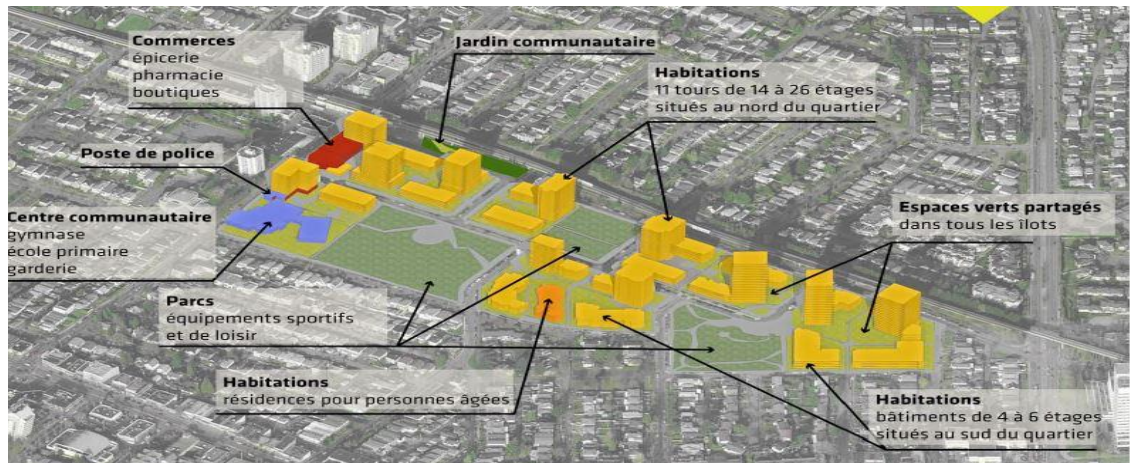 Commerces
épicerie
pharmacie
boutiques
Jardin communautaire
Habitations
11 tours de 14 à 26 étages
situés au nord du quartier
Poste de police
Centre communautaire
gymnase
école primaire
garderie
Espaces verts partagés
dans tous les îlots
Parcs
équipements sportifs
et de loisir
Habitations
résidences pour personnes âgées
Habitations
bâtiments de 4 à 6 étages
situés au sud du quartier